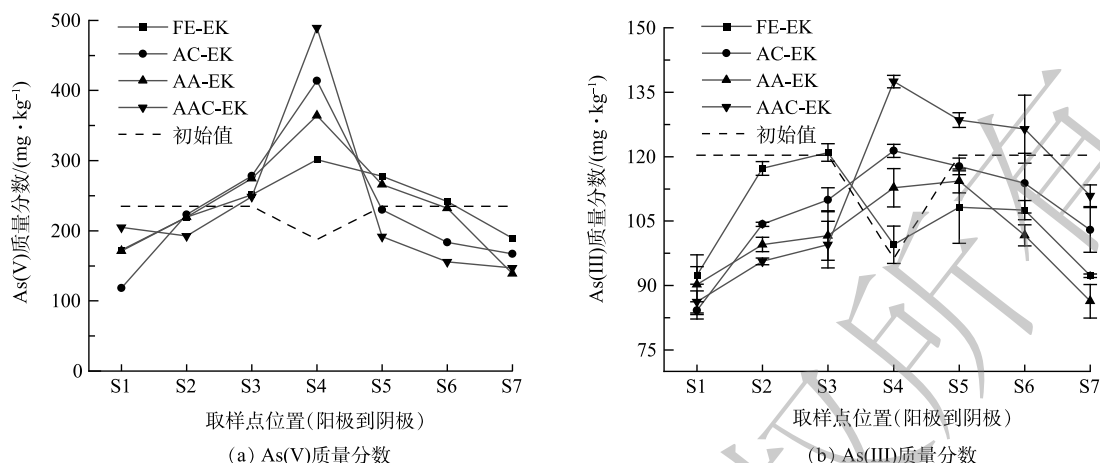 500
400
300
200
100
0
As(V)质量分数/(mg·kg⁻¹)
FE-EK
AC-EK
AA-EK
AAC-EK
初始值
S1 S2 S3 S4 S5 S6 S7
取样点位置(阳极到阴极)
(a) As(V)质量分数
150
135
120
105
90
75
As(III)质量分数/(mg·kg⁻¹)
FE-EK
AC-EK
AA-EK
AAC-EK
初始值
S1 S2 S3 S4 S5 S6 S7
取样点位置(阳极到阴极)
(b) As(III)质量分数
权所有